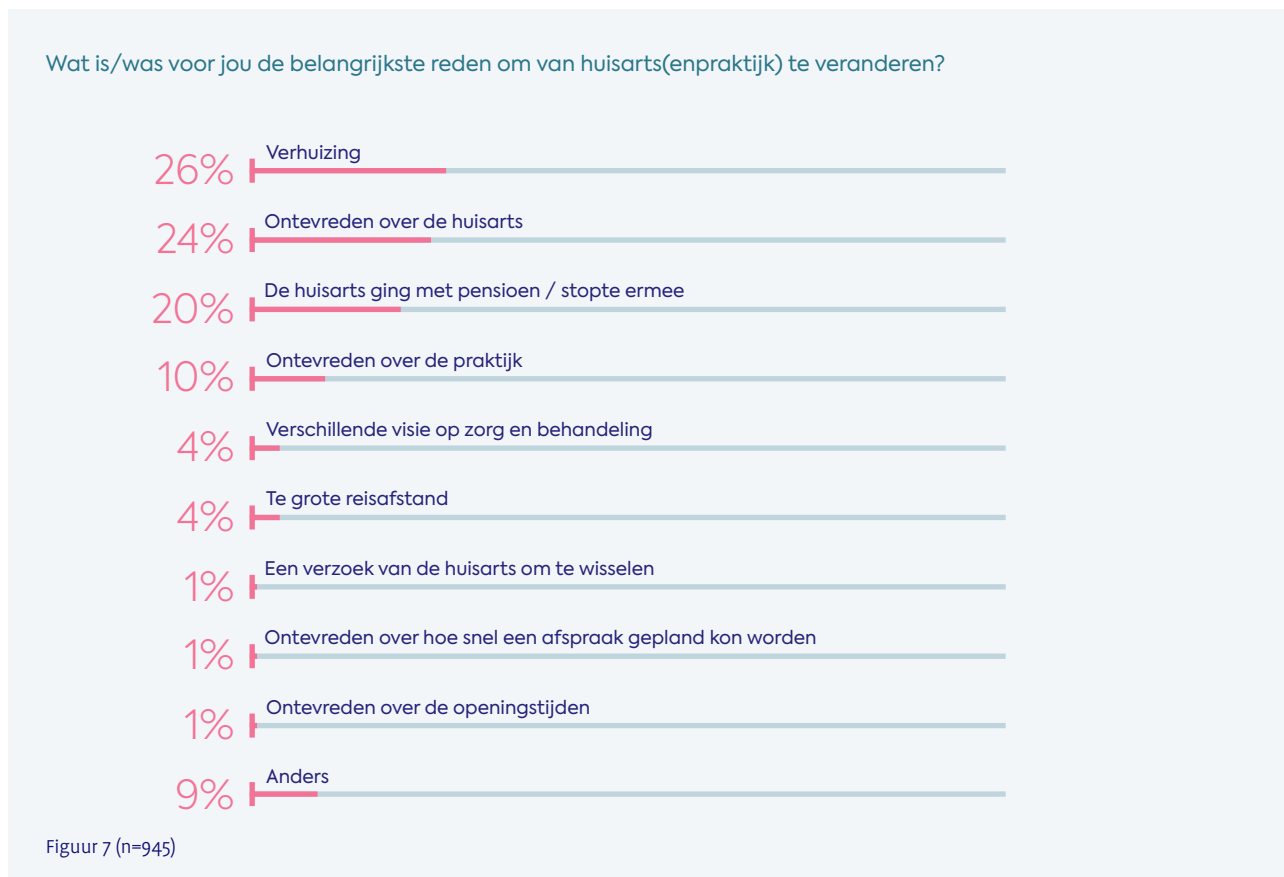 Wat is/was voor jou de belangrijkste reden om van huisarts(enpraktijk) te veranderen?
Verhuizing
26%
Ontevreden over de huisarts
24%
De huisarts ging met pensioen / stopte ermee
20%
Ontevreden over de praktijk
10%
Verschillende visie op zorg en behandeling
4%
Te grote reisafstand
4%
Een verzoek van de huisarts om te wisselen
1%
Ontevreden over hoe snel een afspraak gepland kon worden
1%
Ontevreden over de openingstijden
1%
Anders
9%
Figuur 7 (n=945)